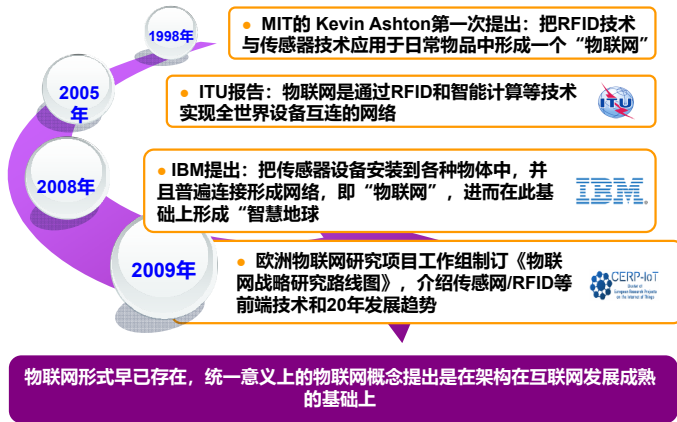 1998年
● MIT的 Kevin Ashton第一次提出：把RFID技术
与传感器技术应用于日常物品中形成一个“物联网”
2005
年
● ITU报告：物联网是通过RFID和智能计算等技术
实现全世界设备互连的网络
ITU
2008年
● IBM提出：把传感器设备安装到各种物体中，并
且普遍连接形成网络，即“物联网”，进而在此基
础上形成“智慧地球
IBM.
2009年
● 欧洲物联网研究项目工作组制订《物联
网战略研究路线图》，介绍传感网/RFID等
前端技术和20年发展趋势
CERP-IoT
Cluster of
European Research Projects
on the Internet of Things
物联网形式早已存在，统一意义上的物联网概念提出是在架构在互联网发展成熟
的基础上